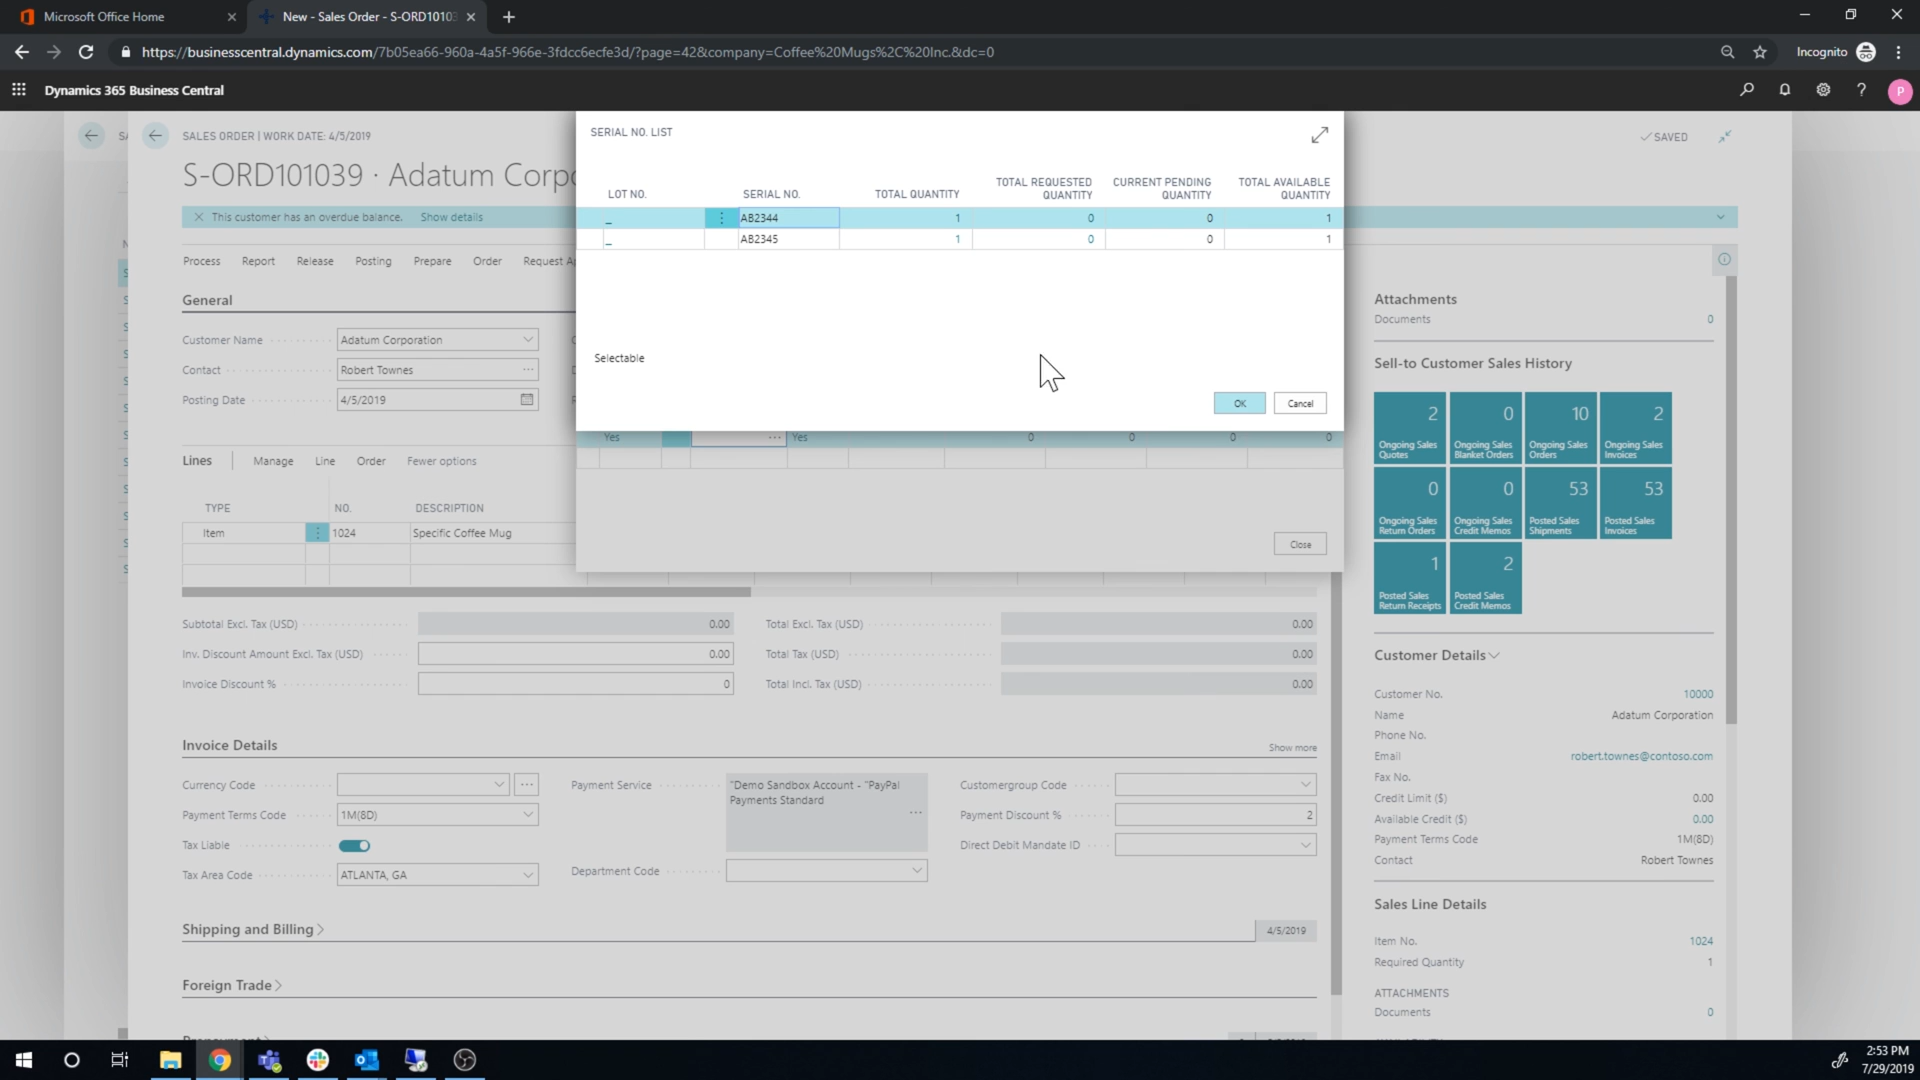 Microsoft Office Home
New - Sales Order - S-ORD10103
https://businesscentral.dynamics.com/7b05ea66-960a-4a5f-966e-3fdcc6ecfe3d/?page=42&company=Coffee%20Mugs%2C%20Inc.&dc=0
Incognito
Dynamics 365 Business Central
P
SALES ORDER | WORK DATE: 4/5/2019
SAVED
S-ORD101039 · Adatum Corpo
This customer has an overdue balance. Show details
Process Report Release Posting Prepare Order Request Ap
SERIAL NO. LIST
LOT NO. SERIAL NO. TOTAL QUANTITY TOTAL REQUESTED QUANTITY CURRENT PENDING QUANTITY TOTAL AVAILABLE QUANTITY
_ AB2344 1 0 0 1
_ AB2345 1 0 0 1
Selectable
OK Cancel
Yes Yes 0 0 0 0
Close
General
Customer Name Adatum Corporation
Contact Robert Townes
Posting Date 4/5/2019
Lines Manage Line Order Fewer options
TYPE NO. DESCRIPTION
Item 1024 Specific Coffee Mug
Subtotal Excl. Tax (USD) 0.00 Total Excl. Tax (USD) 0.00
Inv. Discount Amount Excl. Tax (USD) 0.00 Total Tax (USD) 0.00
Invoice Discount % 0 Total Incl. Tax (USD) 0.00
Invoice Details
Show more
Currency Code
Payment Terms Code 1M(8D)
Tax Liable
Tax Area Code ATLANTA, GA
Payment Service "Demo Sandbox Account - "PayPal
Payments Standard
Department Code
Customergroup Code
Payment Discount % 2
Direct Debit Mandate ID
Shipping and Billing
4/5/2019
Foreign Trade
Attachments
Documents 0
Sell-to Customer Sales History
2 Ongoing Sales Quotes
0 Ongoing Sales Blanket Orders
10 Ongoing Sales Orders
2 Ongoing Sales Invoices
0 Ongoing Sales Return Orders
0 Ongoing Sales Credit Memos
53 Posted Sales Shipments
53 Posted Sales Invoices
1 Posted Sales Return Receipts
2 Posted Sales Credit Memos
Customer Details
Customer No. 10000
Name Adatum Corporation
Phone No.
Email robert.townes@contoso.com
Fax No.
Credit Limit ($) 0.00
Available Credit ($) 0.00
Payment Terms Code 1M(8D)
Contact Robert Townes
Sales Line Details
Item No. 1024
Required Quantity 1
ATTACHMENTS
Documents 0
2:53 PM
7/29/2019